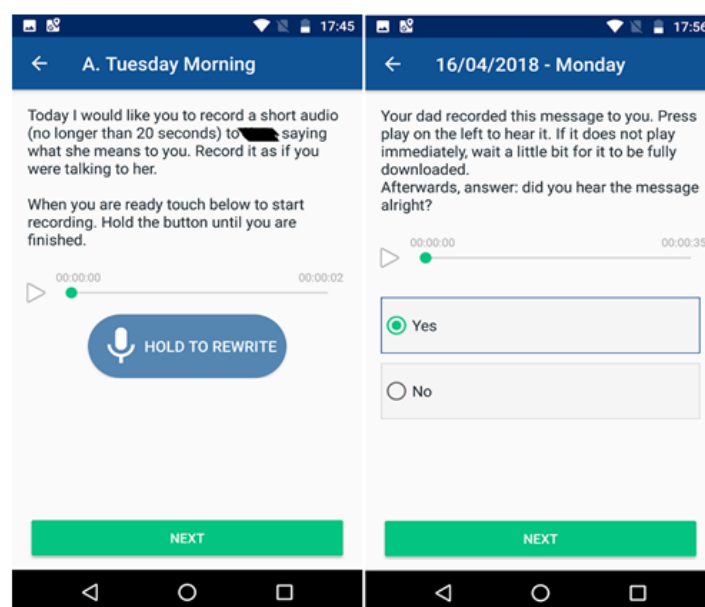 17:45
A. Tuesday Morning
Today I would like you to record a short audio
(no longer than 20 seconds) to saying
what she means to you. Record it as if you
were talking to her.
When you are ready touch below to start
recording. Hold the button until you are
finished.
00:00:00 00:00:02
HOLD TO REWRITE
NEXT
17:56
16/04/2018 - Monday
Your dad recorded this message to you. Press
play on the left to hear it. If it does not play
immediately, wait a little bit for it to be fully
downloaded.
Afterwards, answer: did you hear the message
alright?
00:00:00 00:00:35
Yes
No
NEXT